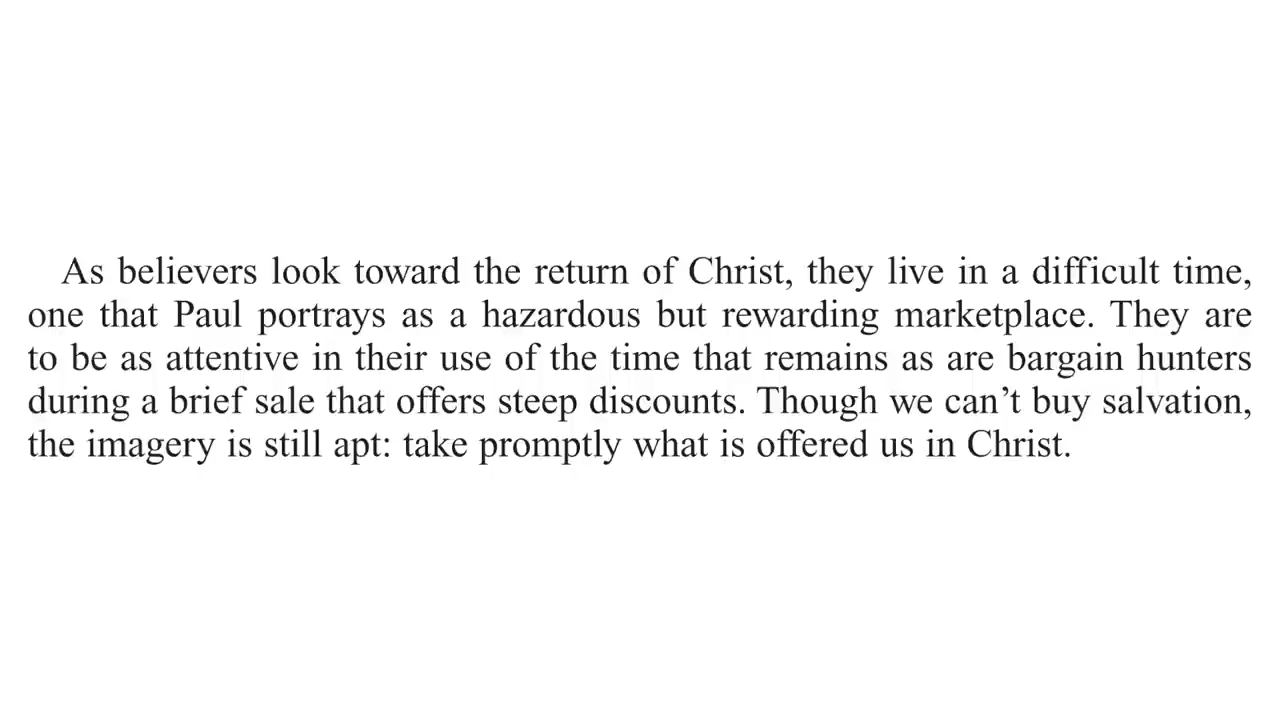 As believers look toward the return of Christ, they live in a difficult time,
one that Paul portrays as a hazardous but rewarding marketplace. They are
to be as attentive in their use of the time that remains as are bargain hunters
during a brief sale that offers steep discounts. Though we can’t buy salvation,
the imagery is still apt: take promptly what is offered us in Christ.